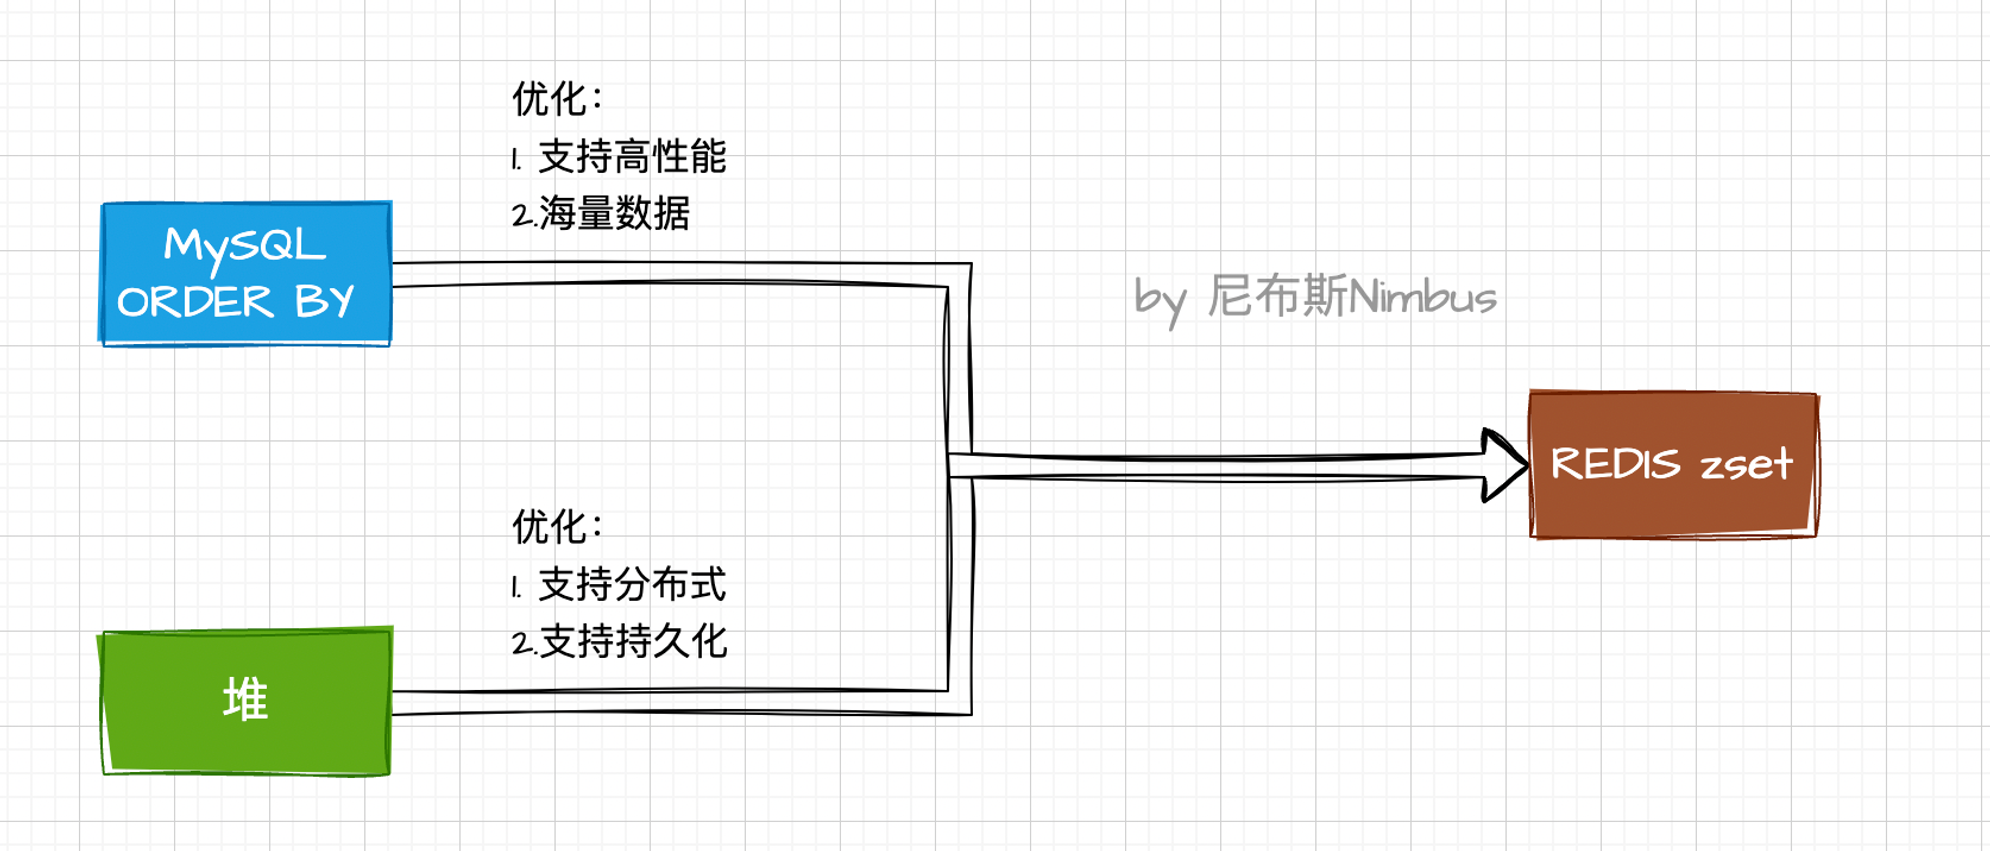 优化：
1. 支持高性能
2.海量数据
MySQL
ORDER BY
by 尼布斯Nimbus
REDIS zset
优化：
1. 支持分布式
2.支持持久化
堆